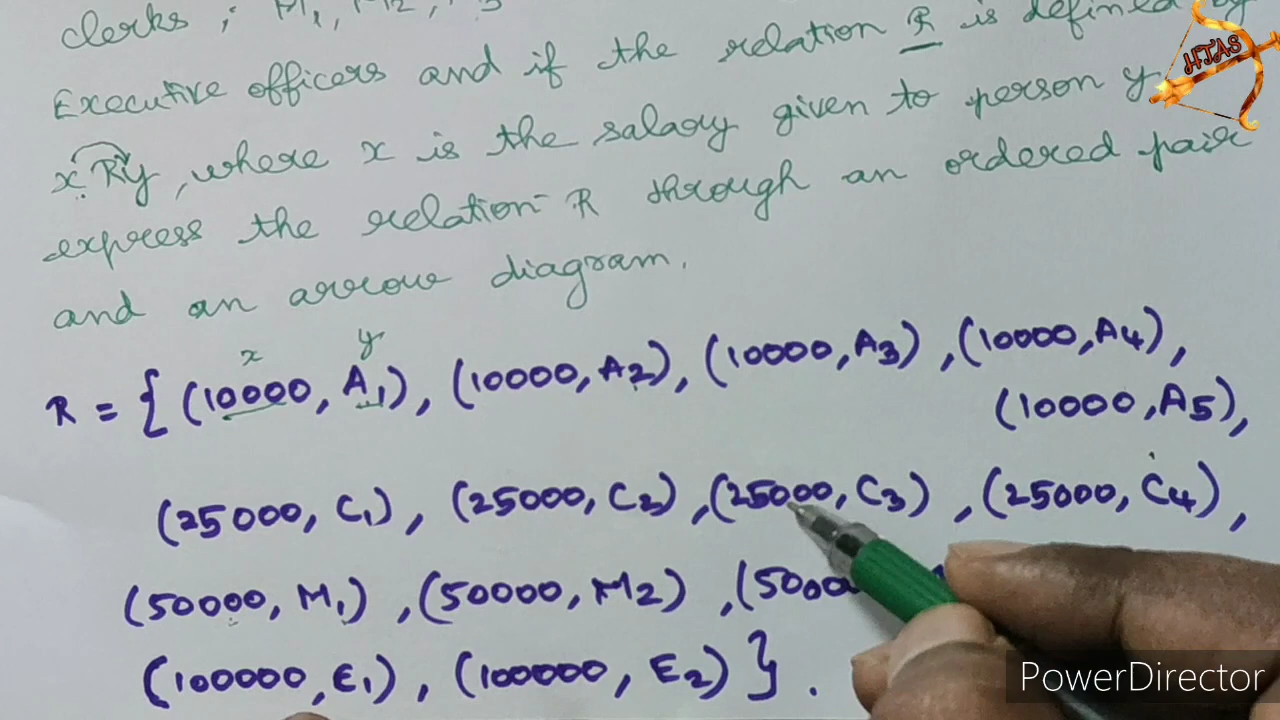 clerks ; M1, M2,
Executive officers and if the relation R is defined by
x R y, where x is the salary given to person y
express the relation R through an ordered pair
and an arrow diagram.
x y
R = { (10000, A1), (10000, A2), (10000, A3), (10000, A4),
(10000, A5),
(25000, C1), (25000, C2), (25000, C3), (25000, C4),
(50000, M1), (50000, M2), (5000
(100000, E1), (100000, E2) }.
HTAS
PowerDirector